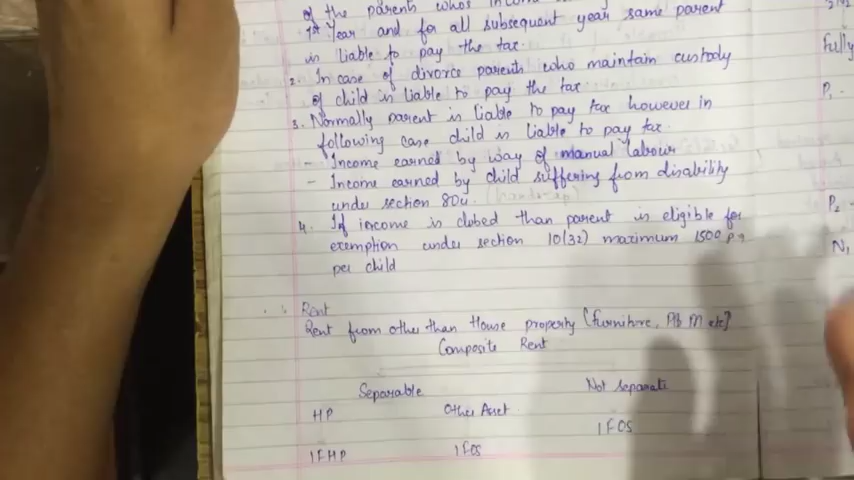 of the parents whos
1st Year and for all subsequent year same parent
is liable to pay the tax.
2. In case of divorce parents who maintain custody
of child is liable to pay the tax
3. Normally parent is liable to pay tax however in
following case child is liable to pay tax.
- Income earned by way of manual labour
- Income earned by child suffering from disability
under section 80u.
4. If income is clubed than parent is eligible for
exemption under section 10(32) maximum 1500 p.
per child
Rent
Rent from other than House property [furniture, P& M etc]
Composite Rent
Separable Not separate
HP Other Asset
IFOS
IFHP IFOS
Fully
P1 -
P2 -
N1